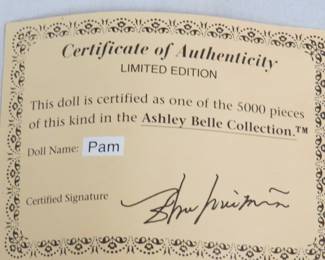 Certificate of Authenticity
LIMITED EDITION
This doll is certified as one of the 5000 pieces
of this kind in the Ashley Belle Collection.™
Doll Name: Pam
Certified Signature